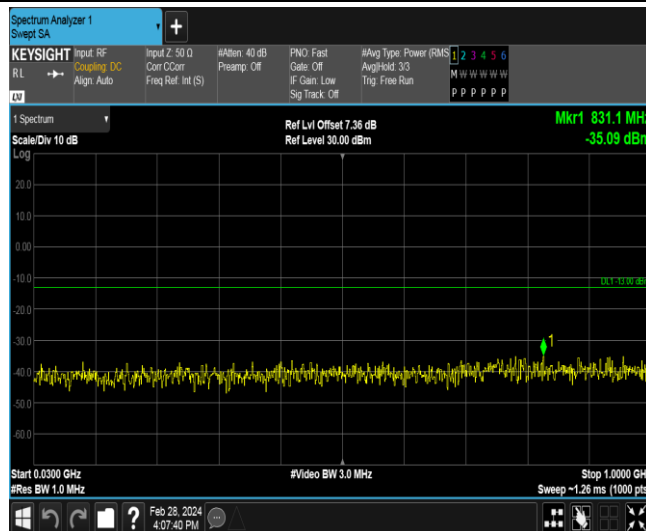 Spectrum Analyzer 1
Swept SA
KEYSIGHT
RL
LXI
Input: RF
Coupling: DC
Align: Auto
Input Z: 50 Ω
Corr CCorr
Freq Ref: Int (S)
#Atten: 40 dB
Preamp: Off
PNO: Fast
Gate: Off
IF Gain: Low
Sig Track: Off
#Avg Type: Power (RMS
Avg|Hold: 3/3
Trig: Free Run
1 2 3 4 5 6
M W W W W W
P P P P P P
1 Spectrum
Scale/Div 10 dB
Log
Ref Lvl Offset 7.36 dB
Ref Level 30.00 dBm
Mkr1 831.1 MHz
-35.09 dBm
20.0
10.0
0.00
-10.0
DL1 -13.00 dBm
-20.0
-30.0
1
-40.0
-50.0
-60.0
Start 0.0300 GHz
#Res BW 1.0 MHz
#Video BW 3.0 MHz
Stop 1.0000 GH
Sweep ~1.26 ms (1000 pts
?
Feb 28, 2024
4:07:40 PM